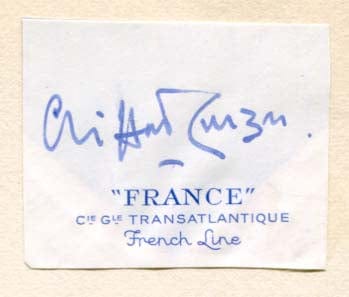 Clifford Curzon.
"FRANCE"
CIE GLE TRANSATLANTIQUE
French Line